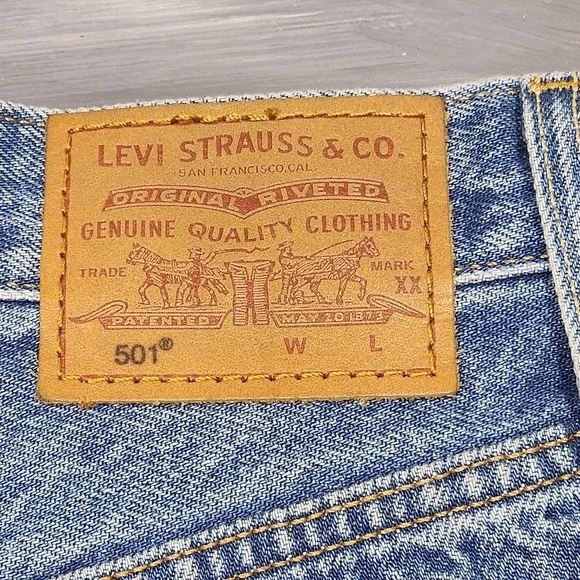 LEVI STRAUSS & CO.
SAN FRANCISCO, CAL.
ORIGINAL RIVETED
GENUINE QUALITY CLOTHING
TRADE MARK
XX
PATENTED MAY 20 1873
501® W L